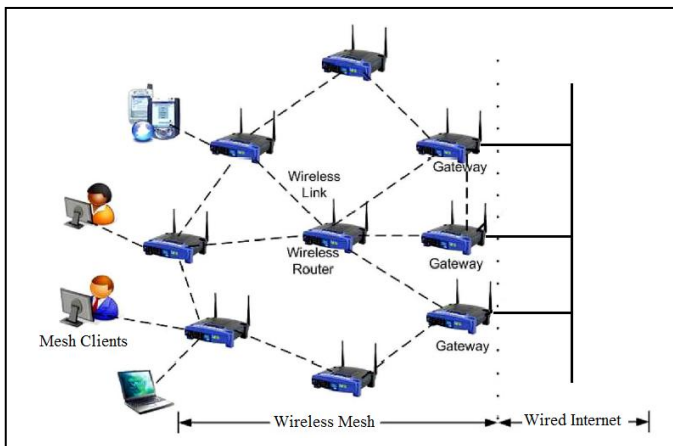 Gateway
Wireless
Link
Wireless
Router
Gateway
Mesh Clients
Gateway
Wireless Mesh
Wired Internet